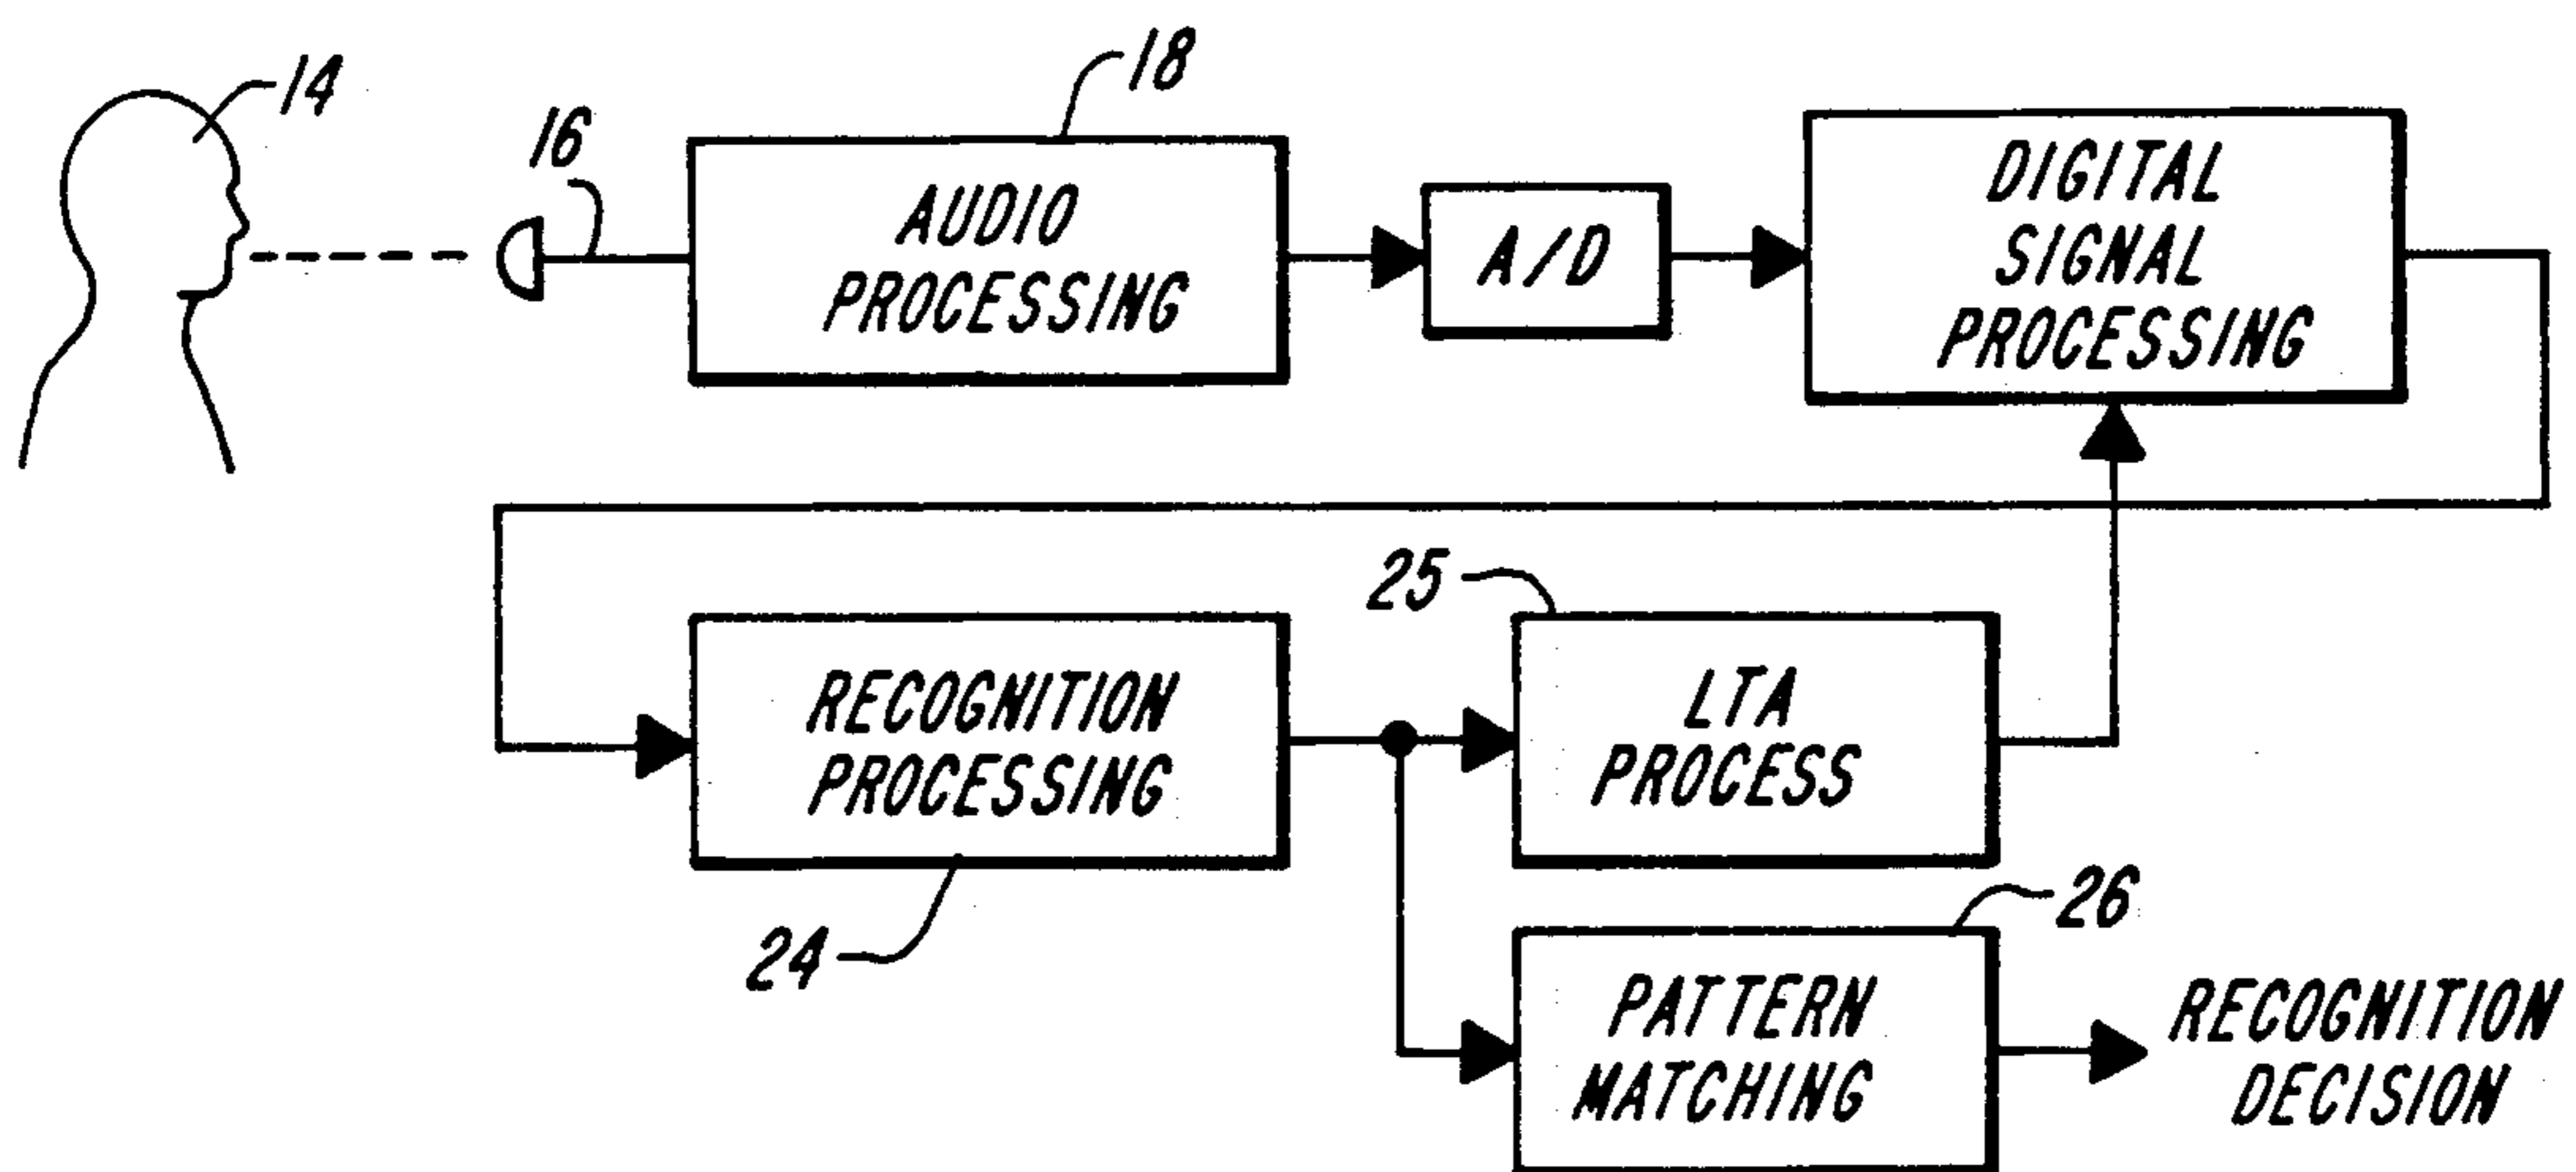 14
16
18
AUDIO
PROCESSING
A/D
DIGITAL
SIGNAL
PROCESSING
25
RECOGNITION
PROCESSING
24
LTA
PROCESS
26
PATTERN
MATCHING
RECOGNITION
DECISION